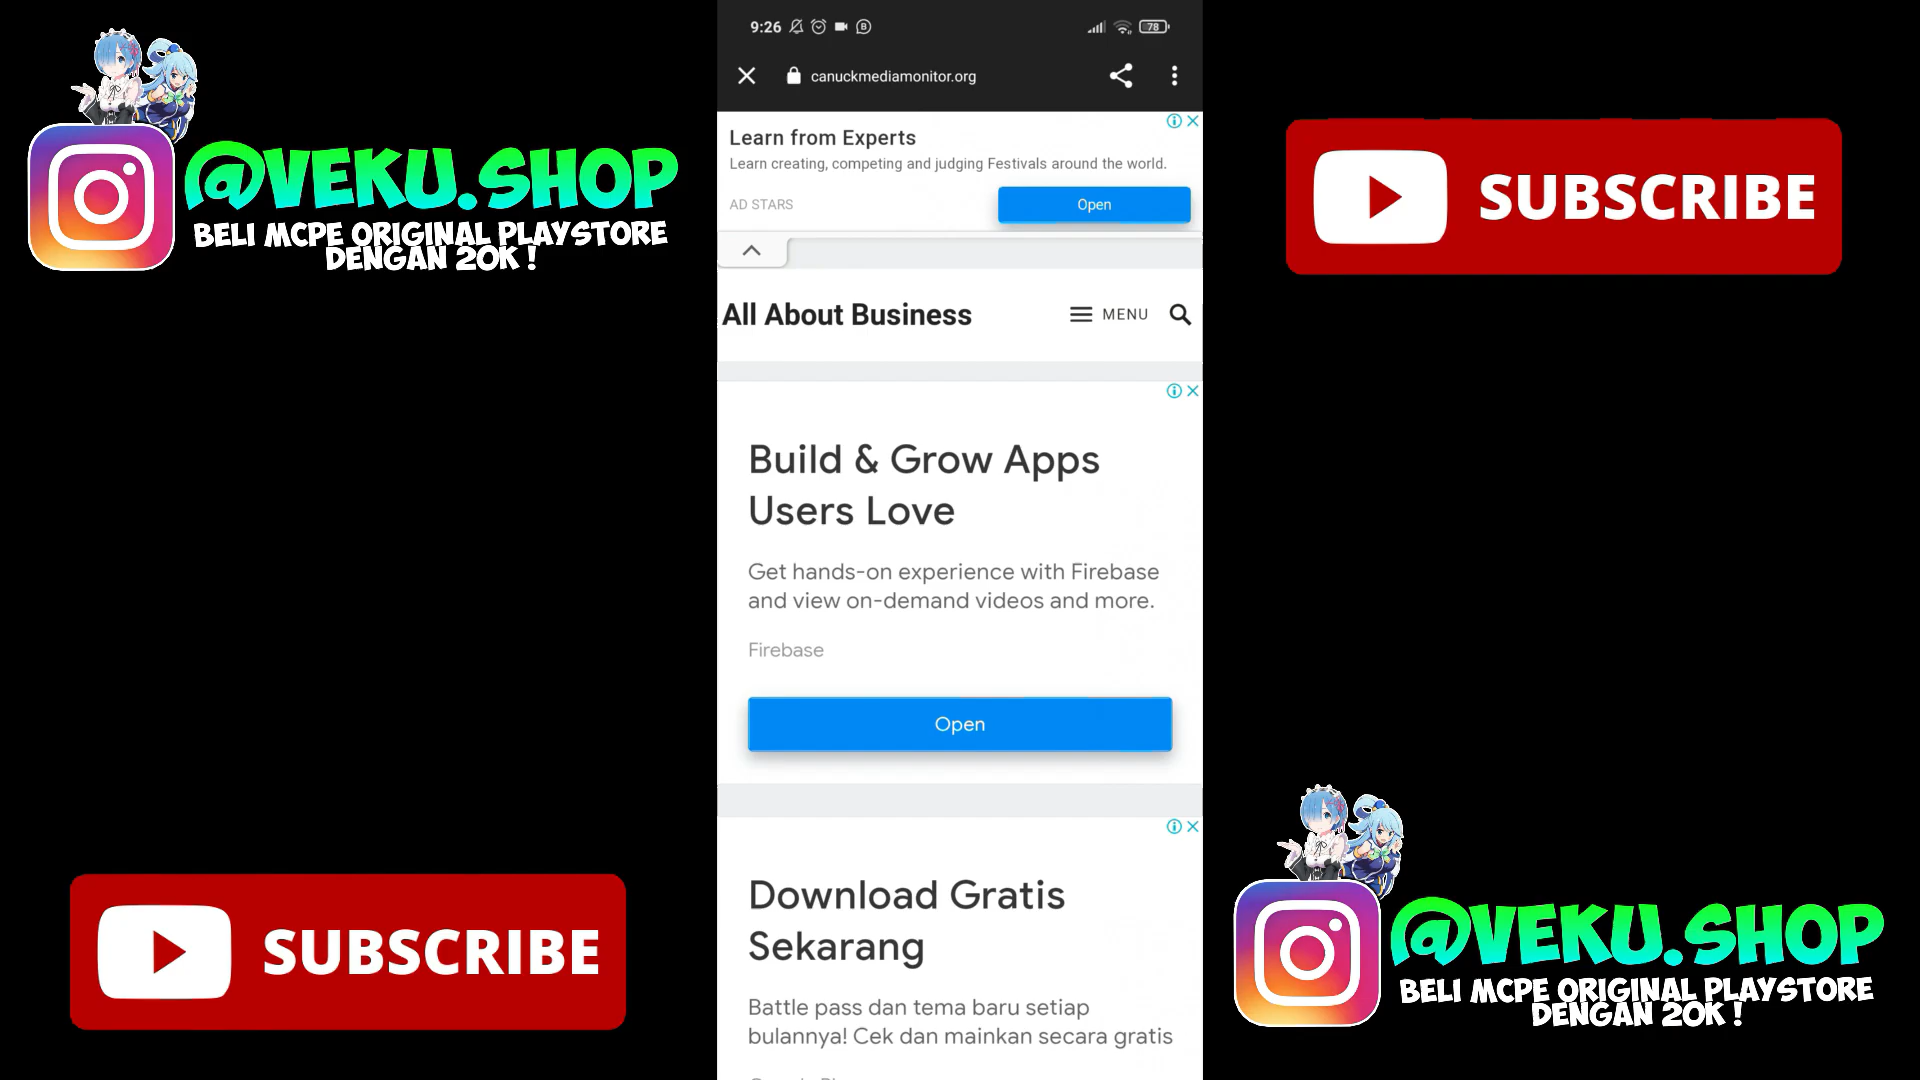 @VEKU.SHOP
BELI MCPE ORIGINAL PLAYSTORE
DENGAN 20K !
SUBSCRIBE
9:26
78
canuckmediamonitor.org
Learn from Experts
Learn creating, competing and judging Festivals around the world.
AD STARS
Open
All About Business
MENU
Build & Grow Apps
Users Love
Get hands-on experience with Firebase
and view on-demand videos and more.
Firebase
Open
Download Gratis
Sekarang
Battle pass dan tema baru setiap
bulannya! Cek dan mainkan secara gratis
SUBSCRIBE
@VEKU.SHOP
BELI MCPE ORIGINAL PLAYSTORE
DENGAN 20K !